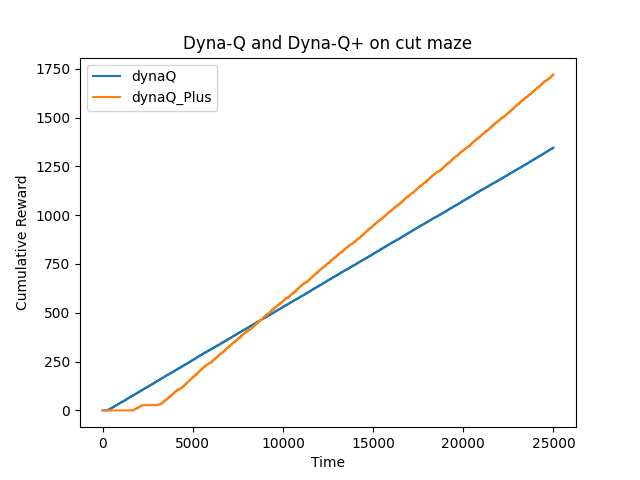 Dyna-Q and Dyna-Q+ on cut maze
dynaQ
dynaQ_Plus
Cumulative Reward
1750
1500
1250
1000
750
500
250
0
0 5000 10000 15000 20000 25000
Time